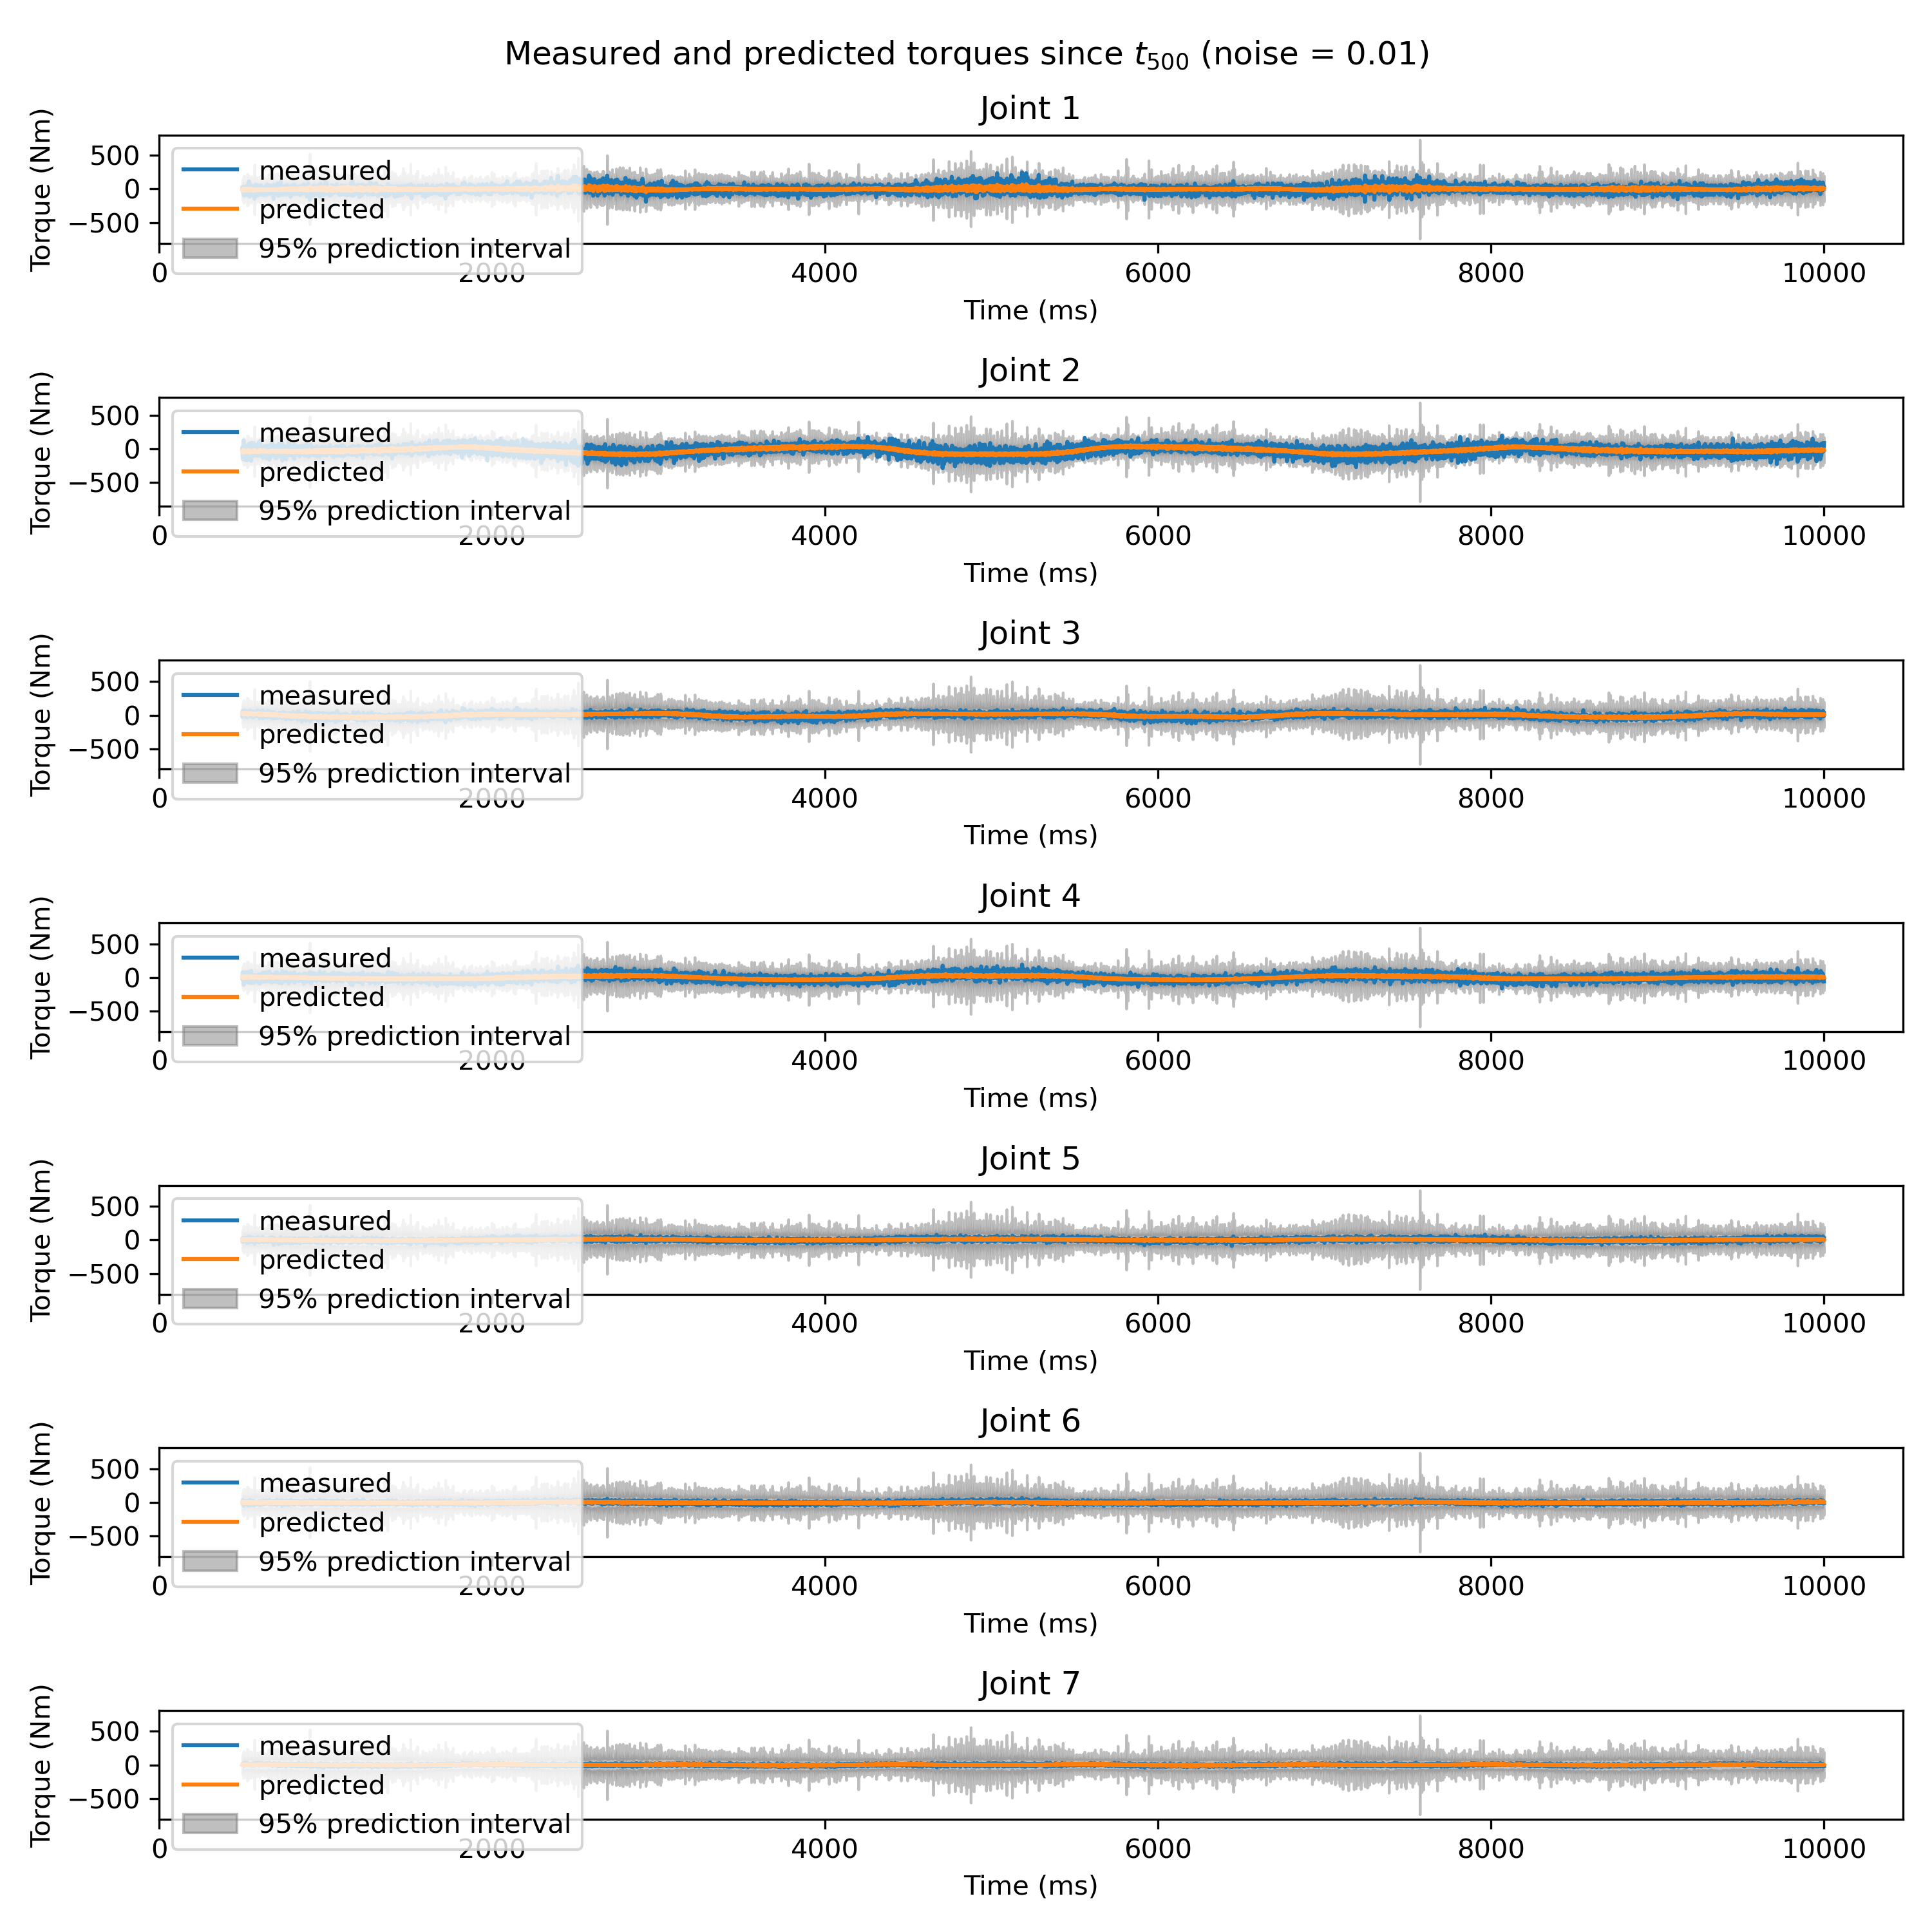 Measured and predicted torques since t500 (noise = 0.01)
Joint 1
Torque (Nm)
500
0
−500
measured
predicted
95% prediction interval
0 2000 4000 6000 8000 10000
Time (ms)
Joint 2
Torque (Nm)
500
0
−500
measured
predicted
95% prediction interval
0 2000 4000 6000 8000 10000
Time (ms)
Joint 3
Torque (Nm)
500
0
−500
measured
predicted
95% prediction interval
0 2000 4000 6000 8000 10000
Time (ms)
Joint 4
Torque (Nm)
500
0
−500
measured
predicted
95% prediction interval
0 2000 4000 6000 8000 10000
Time (ms)
Joint 5
Torque (Nm)
500
0
−500
measured
predicted
95% prediction interval
0 2000 4000 6000 8000 10000
Time (ms)
Joint 6
Torque (Nm)
500
0
−500
measured
predicted
95% prediction interval
0 2000 4000 6000 8000 10000
Time (ms)
Joint 7
Torque (Nm)
500
0
−500
measured
predicted
95% prediction interval
0 2000 4000 6000 8000 10000
Time (ms)